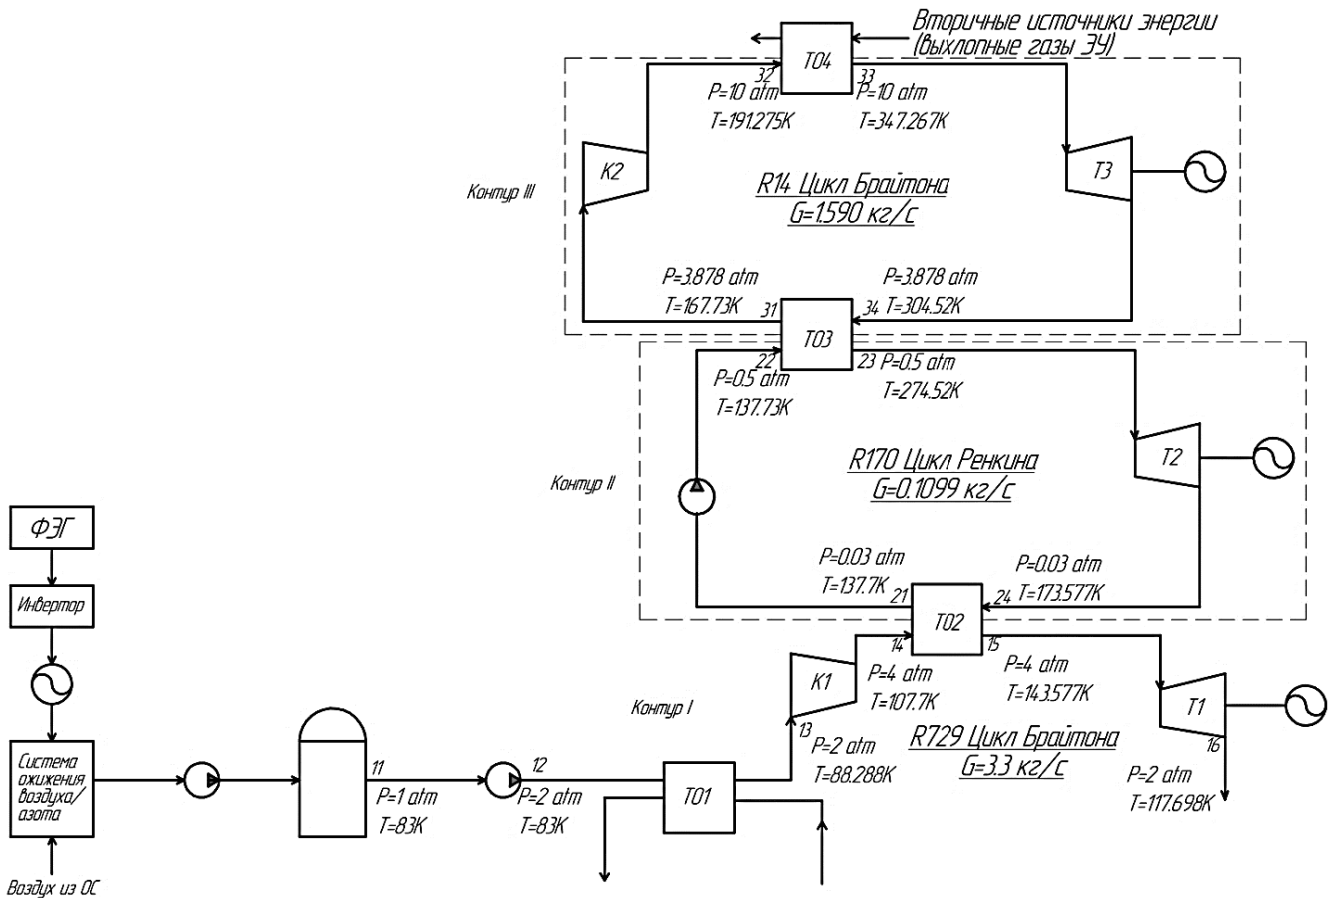 Вторичные источники энергии
(выхлопные газы ЭУ)
ТО4
32
33
P=10 atm
T=191.275K
P=10 atm
T=347.267K
К2
Т3
Контур III
R14 Цикл Брайтона
G=1.590 кг/с
P=3.878 atm
T=167.73K
31
P=3.878 atm
34
T=304.52K
ТО3
22
23
P=0.5 atm
T=137.73K
P=0.5 atm
T=274.52K
Т2
R170 Цикл Ренкина
G=0.1099 кг/с
Контур II
P=0.03 atm
T=137.7K
21
P=0.03 atm
24
T=173.577K
ТО2
14
15
К1
P=4 atm
T=107.7K
P=4 atm
T=143.577K
Т1
16
Контур I
13
P=2 atm
T=88.288K
R729 Цикл Брайтона
G=3.3 кг/с
P=2 atm
T=117.698K
ФЭГ
Инвертор
Система
ожижения
воздуха/
азота
Воздух из ОС
11
P=1 atm
T=83K
12
P=2 atm
T=83K
ТО1